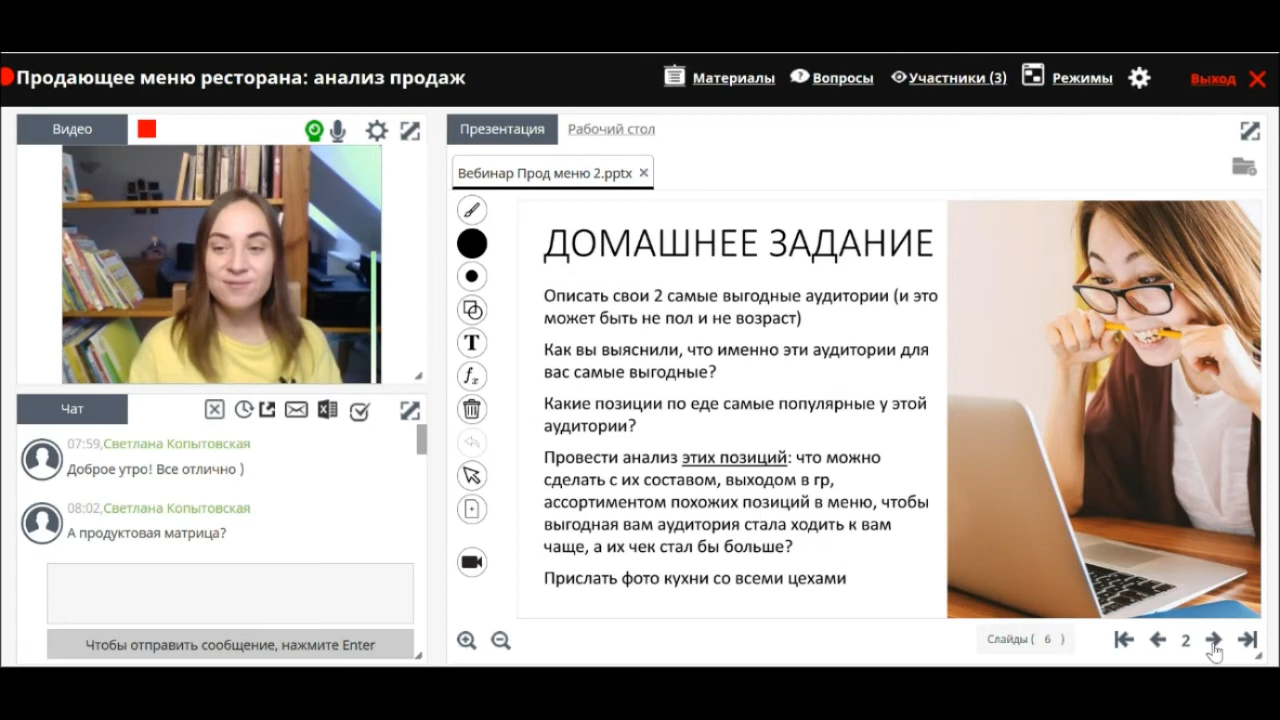 Продающее меню ресторана: анализ продаж
Материалы
Вопросы
Участники (3)
Режимы
Выход
Видео
Презентация
Рабочий стол
Вебинар Прод меню 2.pptx
ДОМАШНЕЕ ЗАДАНИЕ
Описать свои 2 самые выгодные аудитории (и это
может быть не пол и не возраст)
Как вы выяснили, что именно эти аудитории для
вас самые выгодные?
Какие позиции по еде самые популярные у этой
аудитории?
Провести анализ этих позиций: что можно
сделать с их составом, выходом в гр,
ассортиментом похожих позиций в меню, чтобы
выгодная вам аудитория стала ходить к вам
чаще, а их чек стал бы больше?
Прислать фото кухни со всеми цехами
Чат
07:59,Светлана Копытовская
Доброе утро! Все отлично )
08:02,Светлана Копытовская
А продуктовая матрица?
Чтобы отправить сообщение, нажмите Enter
Слайды ( 6 )
2